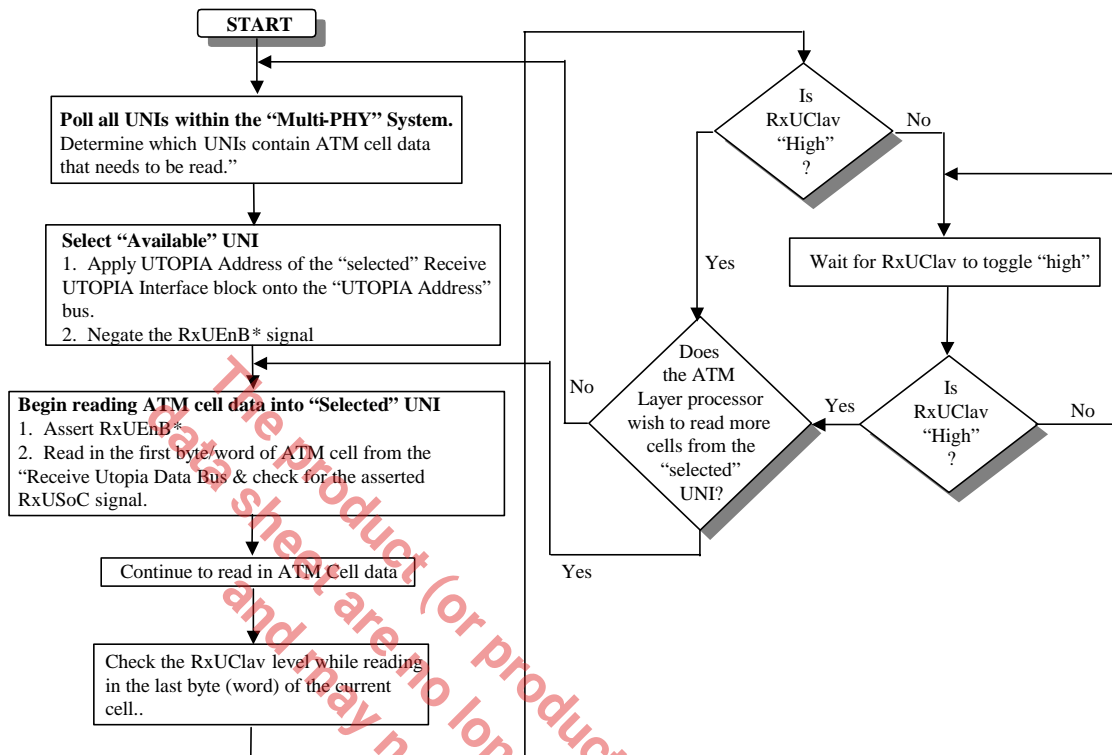 START
Poll all UNIs within the “Multi-PHY” System.
Determine which UNIs contain ATM cell data
that needs to be read.”
Select “Available” UNI
1. Apply UTOPIA Address of the “selected” Receive
UTOPIA Interface block onto the “UTOPIA Address”
bus.
2. Negate the RxUEnB* signal
Begin reading ATM cell data into “Selected” UNI
1. Assert RxUEnB*
2. Read in the first byte/word of ATM cell from the
“Receive Utopia Data Bus & check for the asserted
RxUSoC signal.
Continue to read in ATM Cell data
Check the RxUClav level while reading
in the last byte (word) of the current
cell..
Is
RxUClav
“High”
?
No
Yes
Wait for RxUClav to toggle “high”
Is
RxUClav
“High”
?
No
Yes
Does
the ATM
Layer processor
wish to read more
cells from the
“selected”
UNI?
No
Yes
The product (or product
data sheet are no lon
and may n